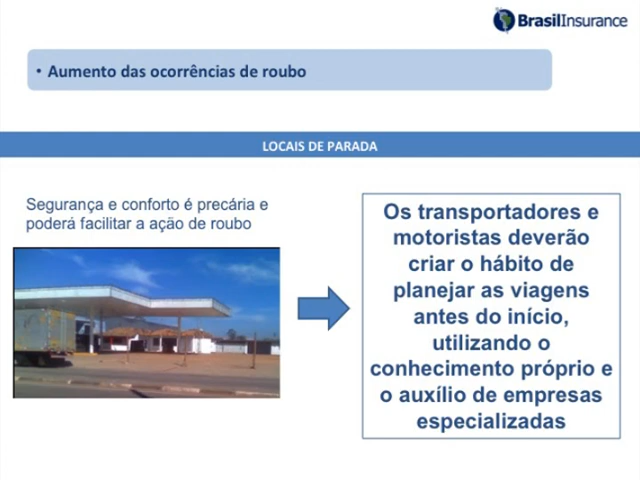 BrasilInsurance
• Aumento das ocorrências de roubo
LOCAIS DE PARADA
Segurança e conforto é precária e
poderá facilitar a ação de roubo
Os transportadores e
motoristas deverão
criar o hábito de
planejar as viagens
antes do início,
utilizando o
conhecimento próprio e
o auxílio de empresas
especializadas